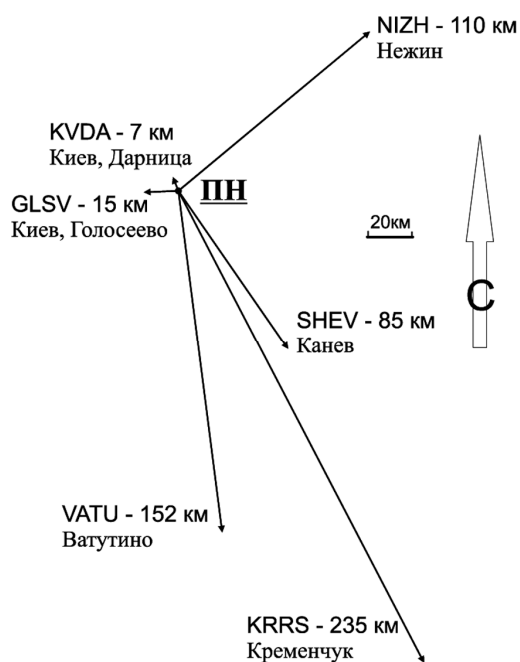 NIZH - 110 км
Нежин
KVDA - 7 км
Киев, Дарница
ПН
GLSV - 15 км
Киев, Голосеево
20км
С
SHEV - 85 км
Канев
VATU - 152 км
Ватутино
KRRS - 235 км
Кременчук